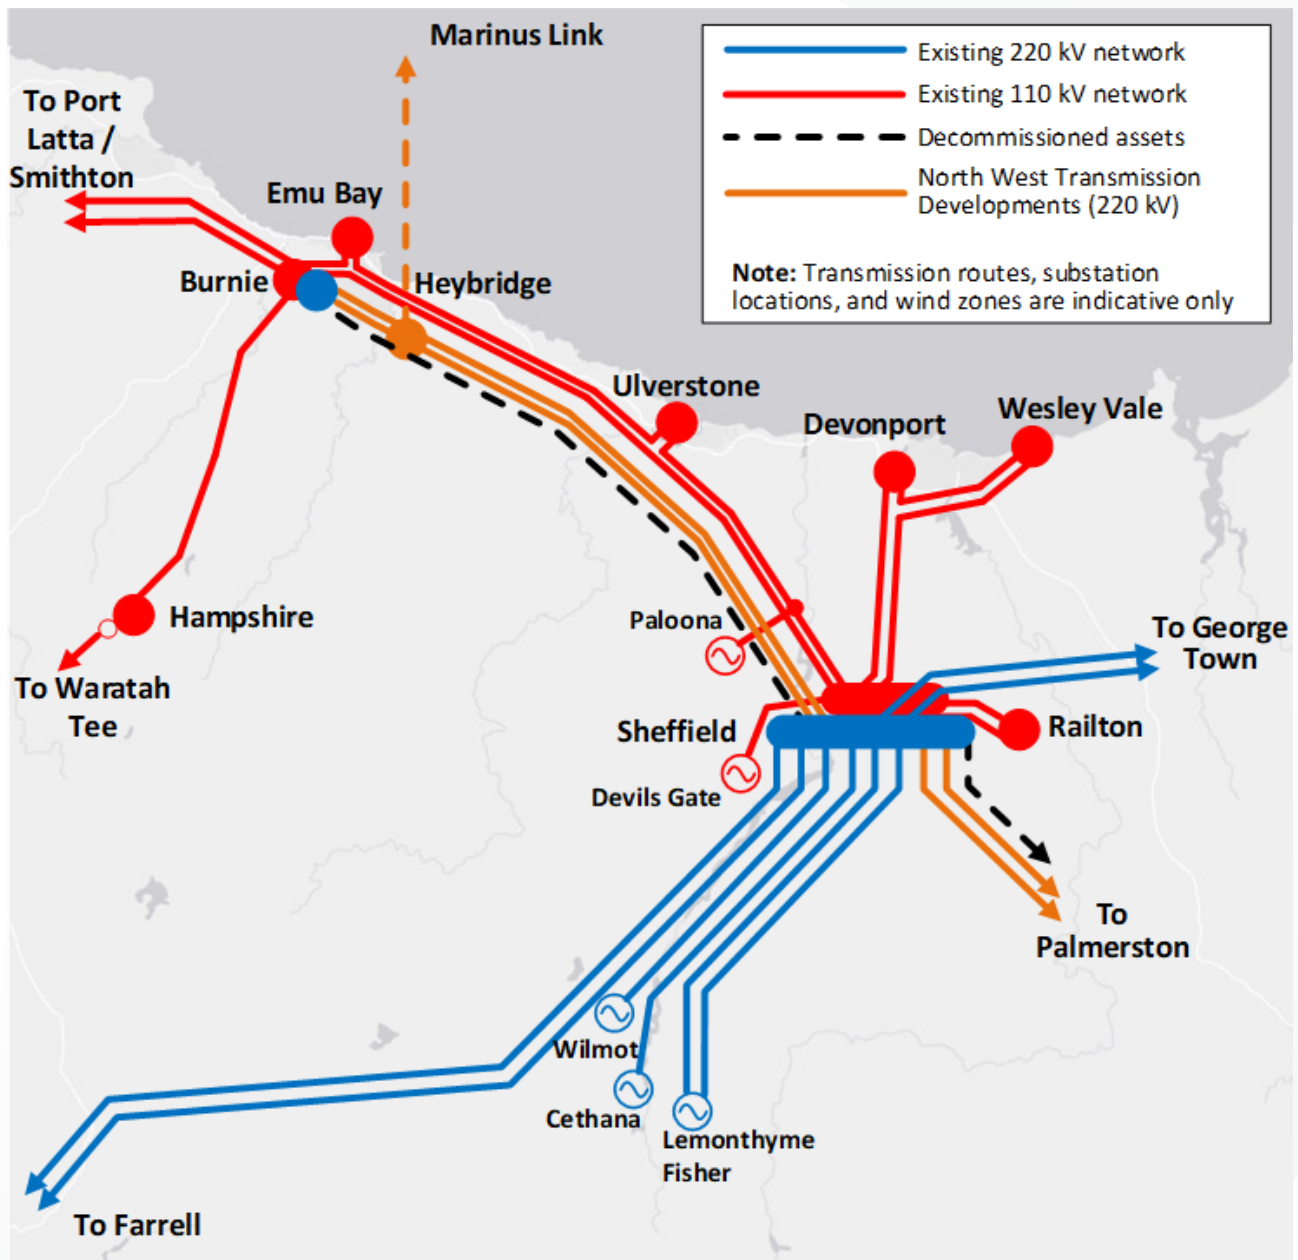 Marinus Link
Existing 220 kV network
Existing 110 kV network
Decommissioned assets
North West Transmission
Developments (220 kV)
Note: Transmission routes, substation
locations, and wind zones are indicative only
To Port
Latta /
Smithton
Emu Bay
Burnie
Heybridge
Ulverstone
Devonport
Wesley Vale
Hampshire
Paloona
To George
Town
To Waratah
Tee
Sheffield
Railton
Devils Gate
To
Palmerston
Wilmot
Cethana
Lemonthyme
Fisher
To Farrell